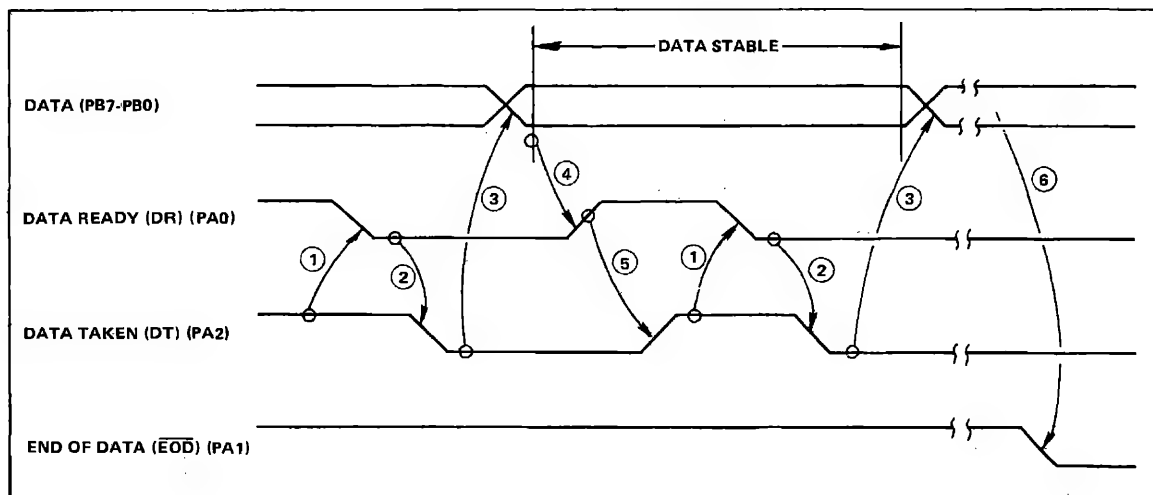 DATA STABLE
DATA (PB7-PB0)
4
6
3
3
DATA READY (DR) (PA0)
1
2
5
1
2
DATA TAKEN (DT) (PA2)
END OF DATA (EOD) (PA1)